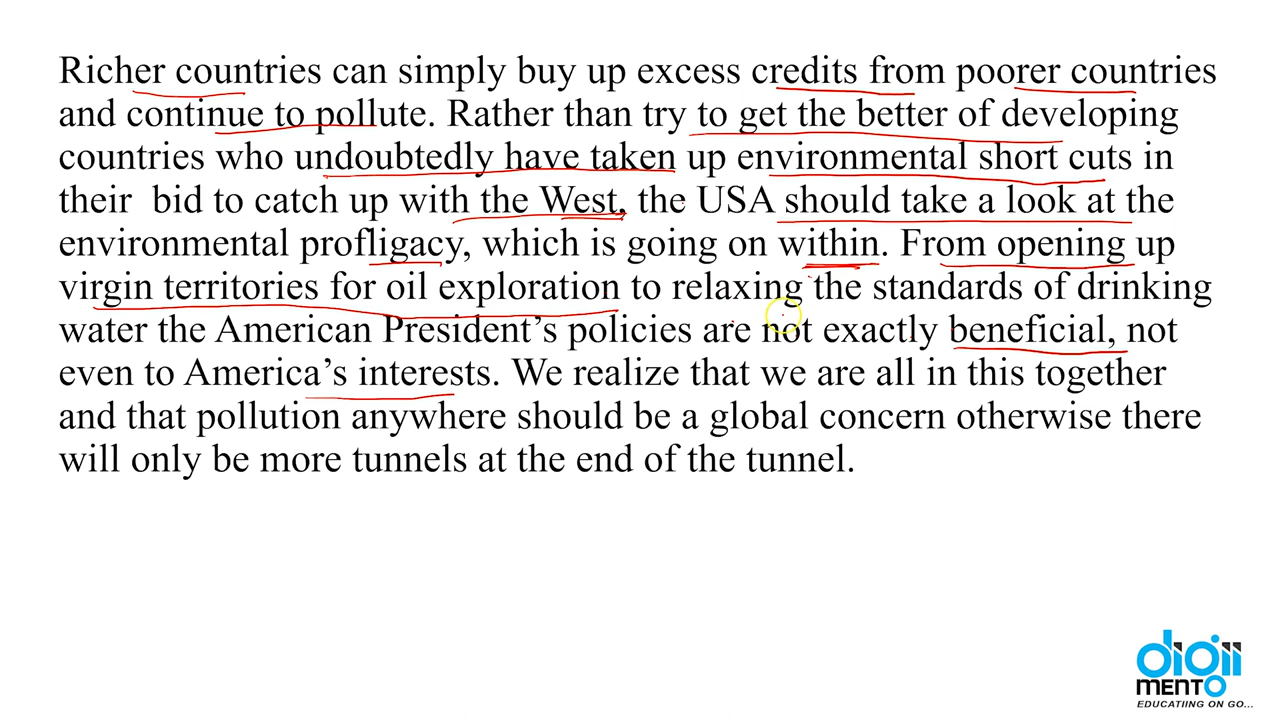 Richer countries can simply buy up excess credits from poorer countries
and continue to pollute. Rather than try to get the better of developing
countries who undoubtedly have taken up environmental short cuts in
their bid to catch up with the West, the USA should take a look at the
environmental profligacy, which is going on within. From opening up
virgin territories for oil exploration to relaxing the standards of drinking
water the American President's policies are not exactly beneficial, not
even to America's interests. We realize that we are all in this together
and that pollution anywhere should be a global concern otherwise there
will only be more tunnels at the end of the tunnel.
digii
MENTO
EDUCATIING ON GO...